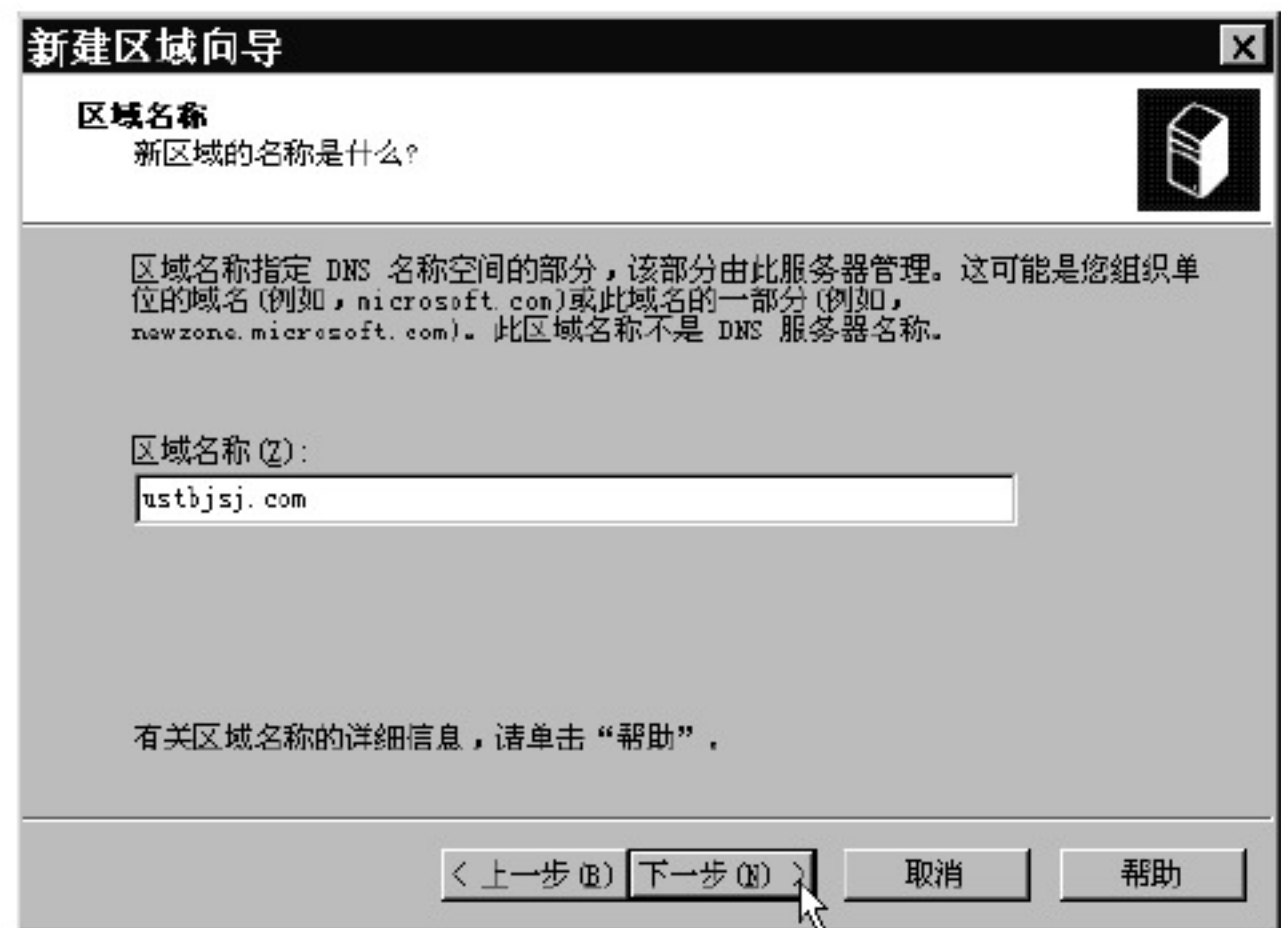 新建区域向导
区域名称
新区域的名称是什么?
区域名称指定 DNS 名称空间的部分，该部分由此服务器管理。这可能是您组织单
位的域名(例如，microsoft.com)或此域名的一部分(例如，
newzone.microsoft.com)。此区域名称不是 DNS 服务器名称。
区域名称(Z):
ustbjsj.com
有关区域名称的详细信息，请单击“帮助”.
< 上一步(B) 下一步(N) > 取消 帮助